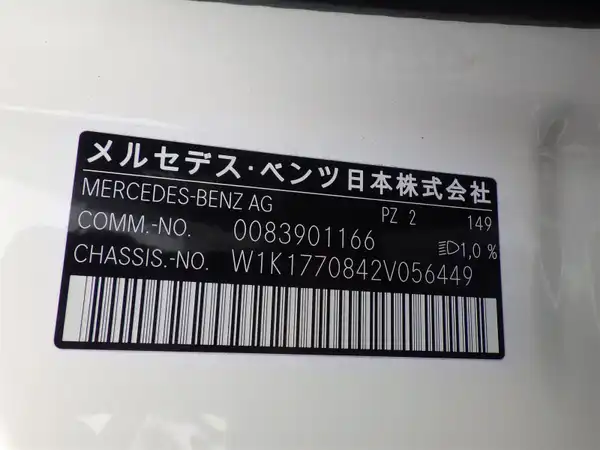 メルセデス・ベンツ日本株式会社
MERCEDES-BENZ AG PZ 2 149
COMM.-NO. 0083901166 1,0 %
CHASSIS.-NO. W1K1770842V056449